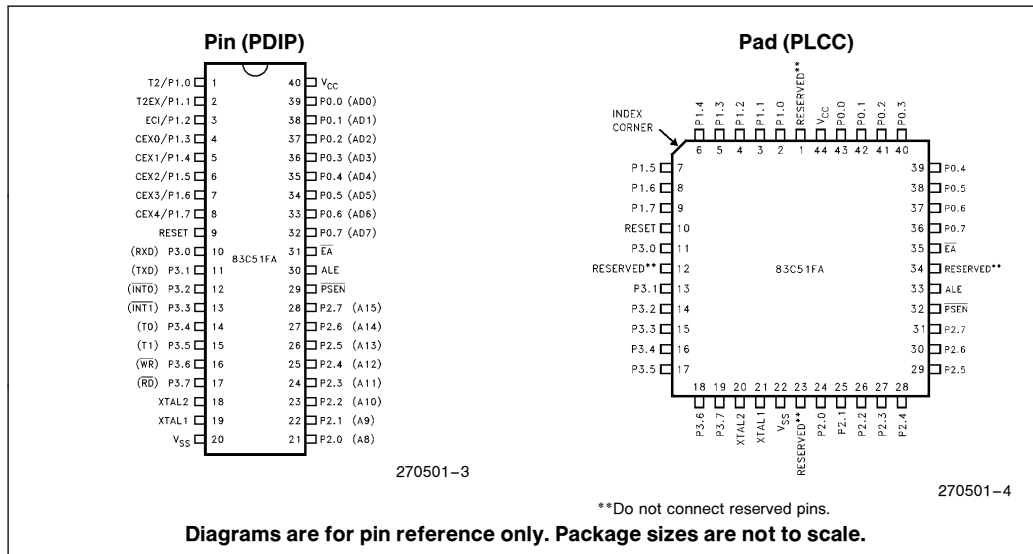 Pin (PDIP)
T2/P1.0 1 40 VCC
T2EX/P1.1 2 39 P0.0 (AD0)
ECI/P1.2 3 38 P0.1 (AD1)
CEX0/P1.3 4 37 P0.2 (AD2)
CEX1/P1.4 5 36 P0.3 (AD3)
CEX2/P1.5 6 35 P0.4 (AD4)
CEX3/P1.6 7 34 P0.5 (AD5)
CEX4/P1.7 8 33 P0.6 (AD6)
RESET 9 32 P0.7 (AD7)
(RXD) P3.0 10 31 EA
83C51FA
(TXD) P3.1 11 30 ALE
(INT0) P3.2 12 29 PSEN
(INT1) P3.3 13 28 P2.7 (A15)
(T0) P3.4 14 27 P2.6 (A14)
(T1) P3.5 15 26 P2.5 (A13)
(WR) P3.6 16 25 P2.4 (A12)
(RD) P3.7 17 24 P2.3 (A11)
XTAL2 18 23 P2.2 (A10)
XTAL1 19 22 P2.1 (A9)
VSS 20 21 P2.0 (A8)
270501-3
Pad (PLCC)
INDEX
CORNER
P1.4 P1.3 P1.2 P1.1 P1.0 RESERVED** VCC P0.0 P0.1 P0.2 P0.3
6 5 4 3 2 1 44 43 42 41 40
P1.5 7 39 P0.4
P1.6 8 38 P0.5
P1.7 9 37 P0.6
RESET 10 36 P0.7
P3.0 11 35 EA
RESERVED** 12 83C51FA 34 RESERVED**
P3.1 13 33 ALE
P3.2 14 32 PSEN
P3.3 15 31 P2.7
P3.4 16 30 P2.6
P3.5 17 29 P2.5
18 19 20 21 22 23 24 25 26 27 28
P3.6 P3.7 XTAL2 XTAL1 VSS RESERVED** P2.0 P2.1 P2.2 P2.3 P2.4
270501-4
**Do not connect reserved pins.
Diagrams are for pin reference only. Package sizes are not to scale.